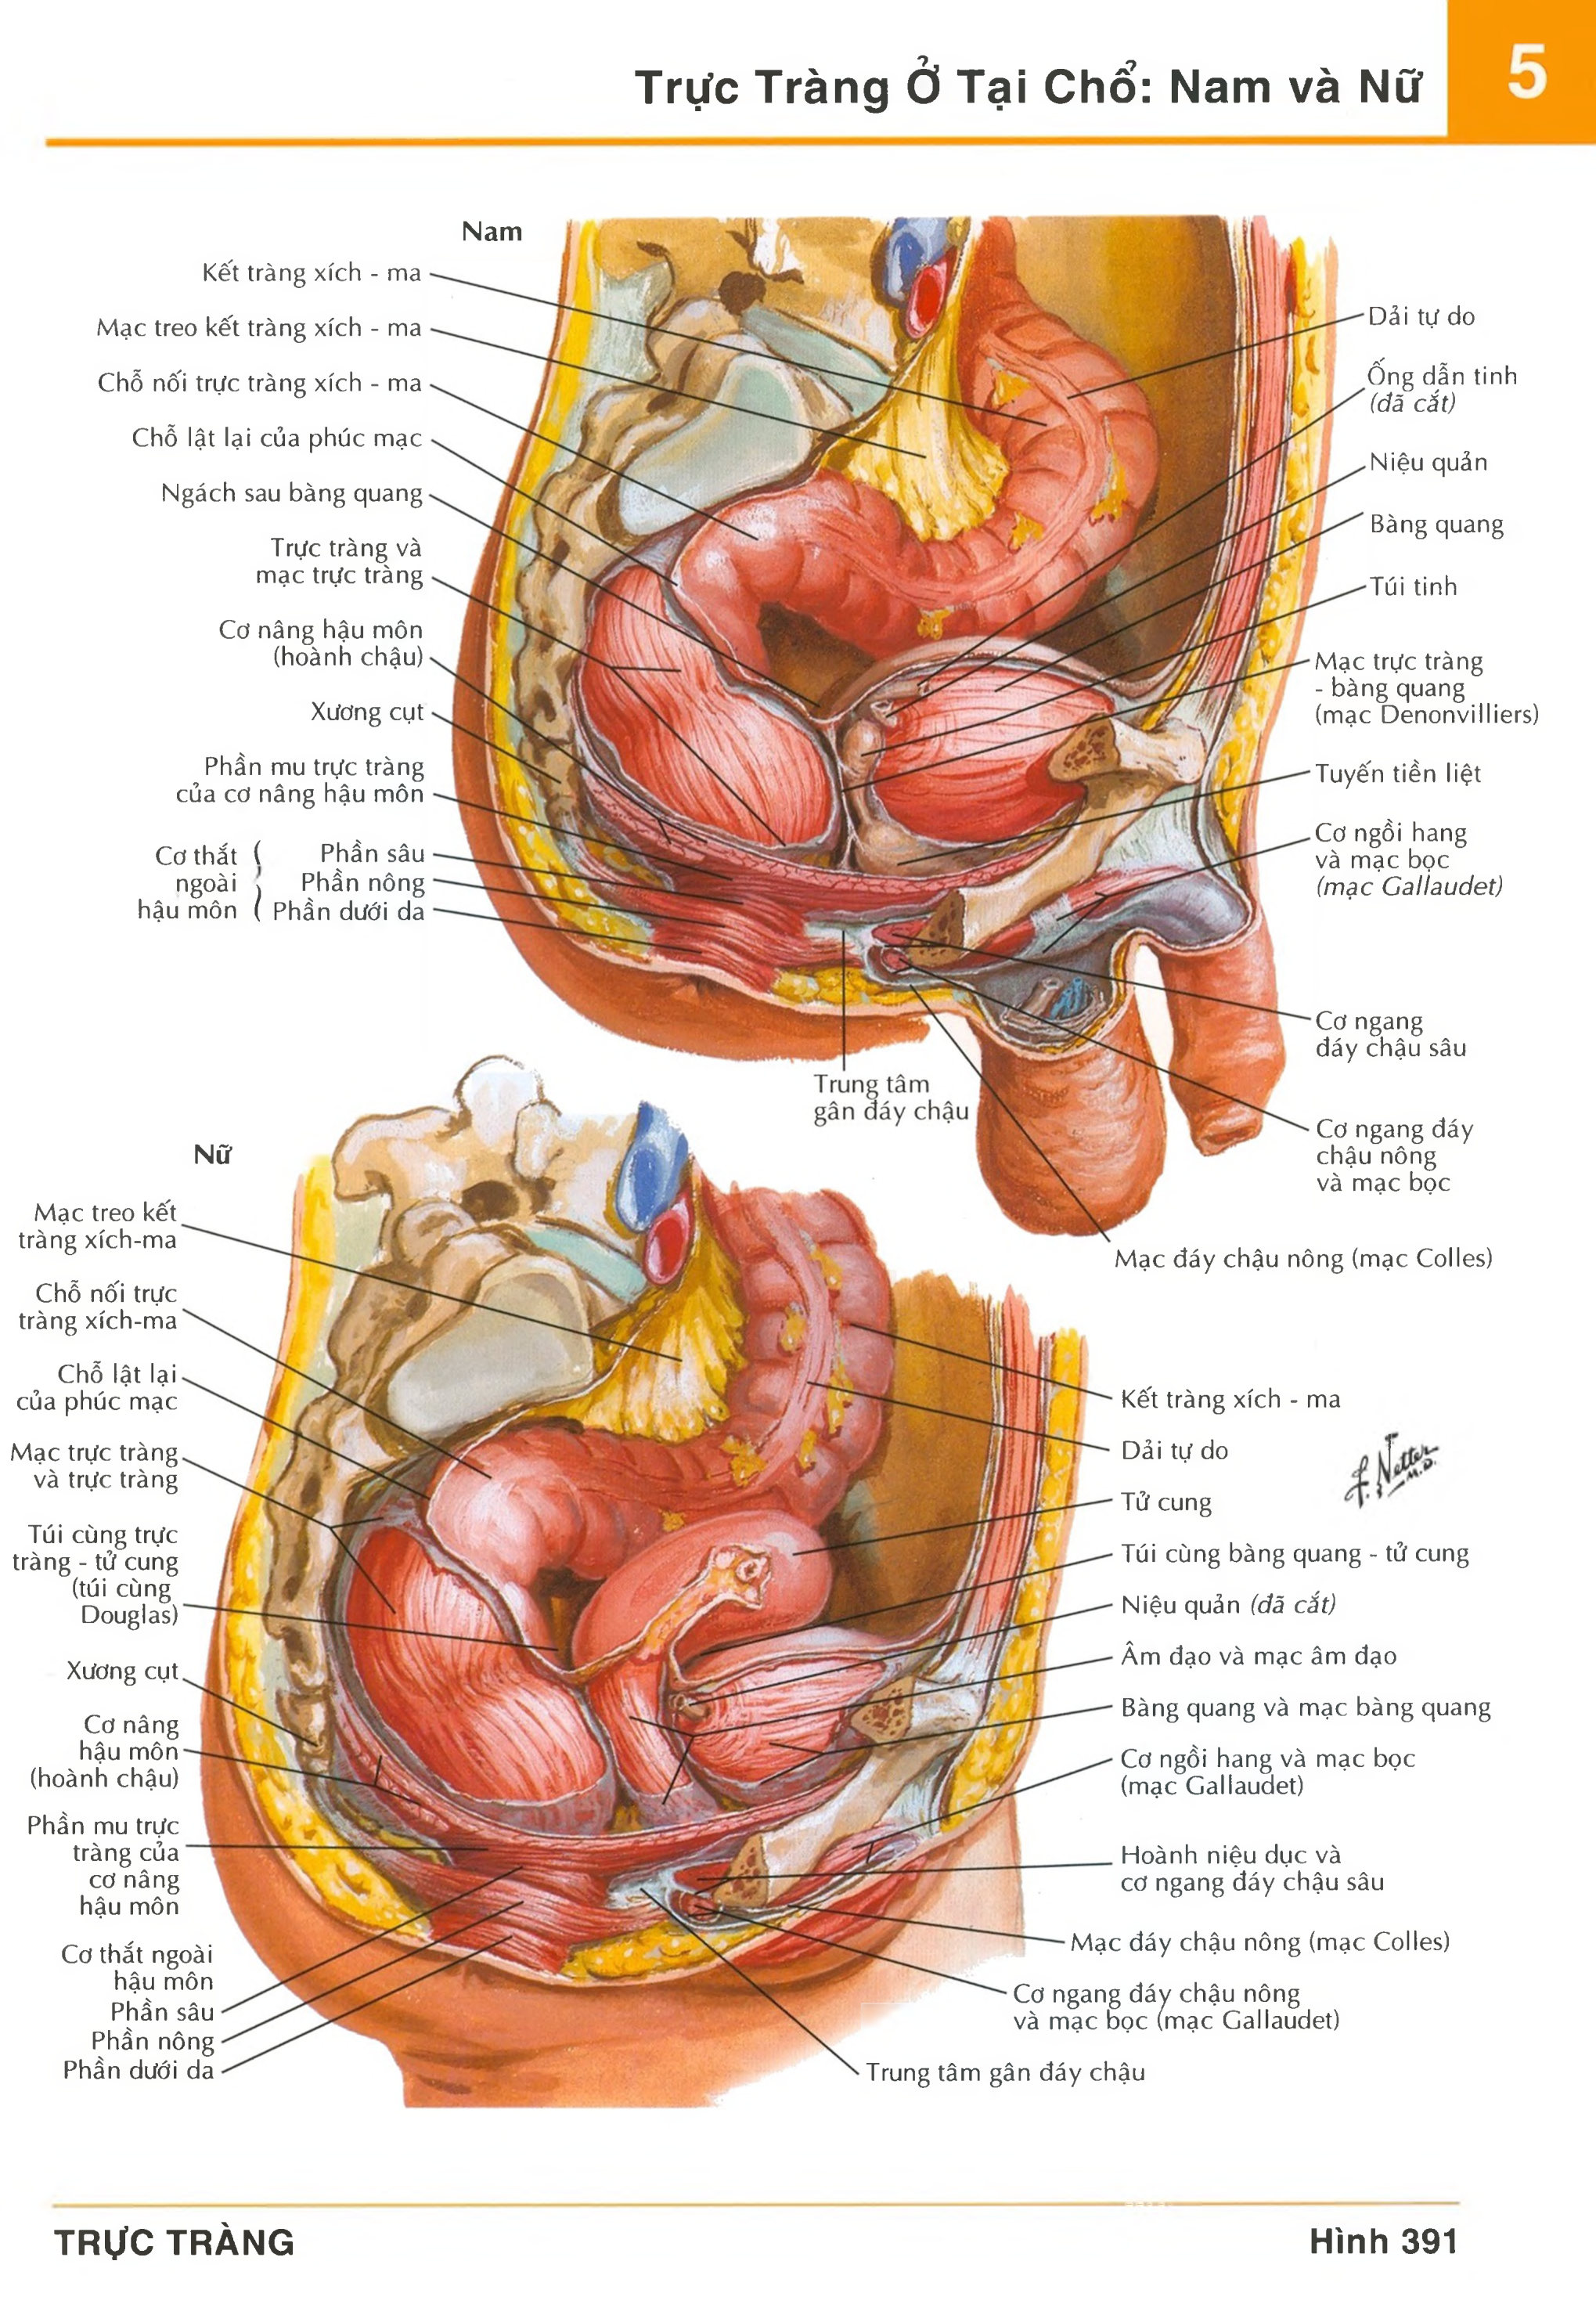 Trực Tràng Ở Tại Chổ: Nam và Nữ
5
Nam
Kết tràng xích - ma
Mạc treo kết tràng xích - ma
Chỗ nối trực tràng xích - ma
Chỗ lật lại của phúc mạc
Ngách sau bàng quang
Trực tràng và
mạc trực tràng
Cơ nâng hậu môn
(hoành chậu)
Xương cụt
Phần mu trực tràng
của cơ nâng hậu môn
Cơ thắt
ngoài
hậu môn
Phần sâu
Phần nông
Phần dưới da
Dải tự do
Ống dẫn tinh
(đã cắt)
Niệu quản
Bàng quang
Túi tinh
Mạc trực tràng
- bàng quang
(mạc Denonvilliers)
Tuyến tiền liệt
Cơ ngồi hang
và mạc bọc
(mạc Gallaudet)
Cơ ngang
đáy chậu sâu
Cơ ngang đáy
chậu nông
và mạc bọc
Trung tâm
gân đáy chậu
Mạc đáy chậu nông (mạc Colles)
Nữ
Mạc treo kết
tràng xích-ma
Chỗ nối trực
tràng xích-ma
Chỗ lật lại
của phúc mạc
Mạc trực tràng
và trực tràng
Túi cùng trực
tràng - tử cung
(túi cùng
Douglas)
Xương cụt
Cơ nâng
hậu môn
(hoành chậu)
Phần mu trực
tràng của
cơ nâng
hậu môn
Cơ thắt ngoài
hậu môn
Phần sâu
Phần nông
Phần dưới da
Kết tràng xích - ma
Dải tự do
Tử cung
Túi cùng bàng quang - tử cung
Niệu quản (đã cắt)
Âm đạo và mạc âm đạo
Bàng quang và mạc bàng quang
Cơ ngồi hang và mạc bọc
(mạc Gallaudet)
Hoành niệu dục và
cơ ngang đáy chậu sâu
Mạc đáy chậu nông (mạc Colles)
Cơ ngang đáy chậu nông
và mạc bọc (mạc Gallaudet)
Trung tâm gân đáy chậu
F. Netter
M.D.
TRỰC TRÀNG
Hình 391